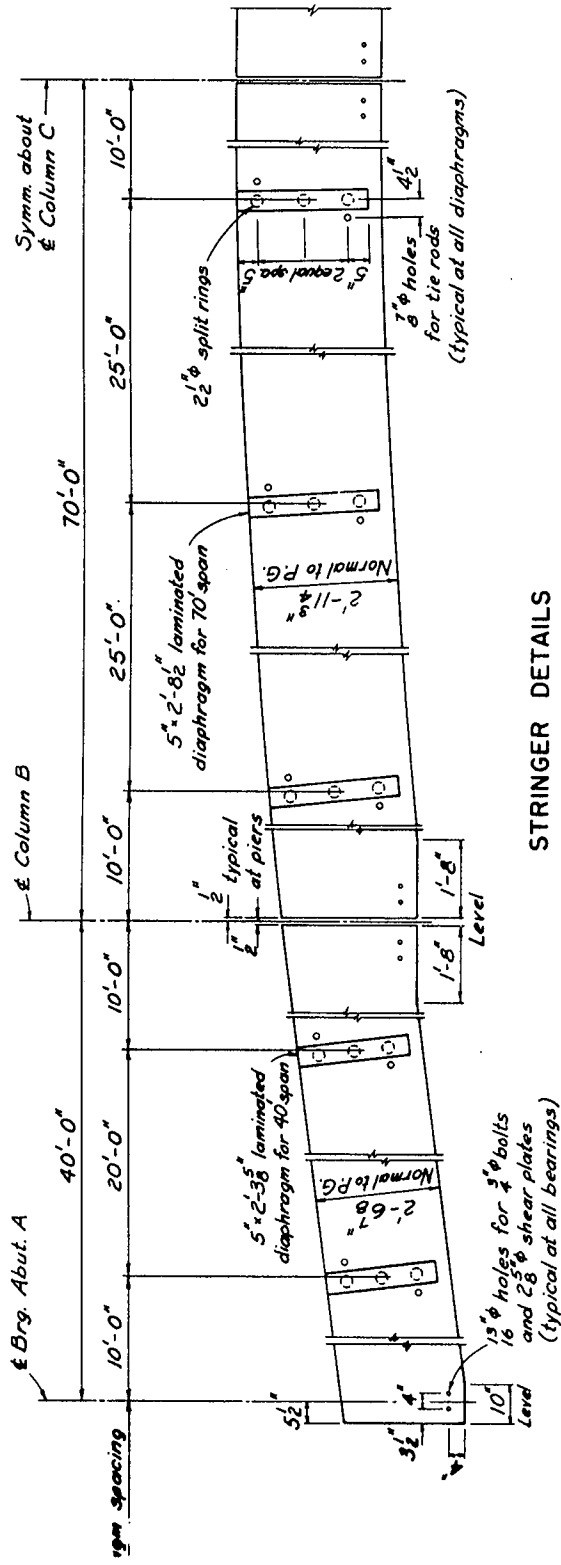 ℄ Brg. Abut. A
℄ Column B
Symm. about
℄ Column C
40'-0"
70'-0"
spacing
10'-0"
20'-0"
10'-0"
10'-0"
25'-0"
25'-0"
10'-0"
5½"
½"
½"
typical
at piers
5" × 2'-3⅝" laminated
diaphragm for 40' span
5" × 2'-8½" laminated
diaphragm for 70' span
2½"φ split rings
5"
2 equal spa.
5"
2'-6⅞"
Normal to P.G.
2'-11¾"
Normal to P.G.
4½"
⅞"φ holes
for tie rods
(typical at all diaphragms)
3½"
4"
4"
10"
Level
1'-8"
1'-8"
Level
13/16"φ holes for ¾"φ bolts
and 2⅝"φ shear plates
(typical at all bearings)
STRINGER DETAILS